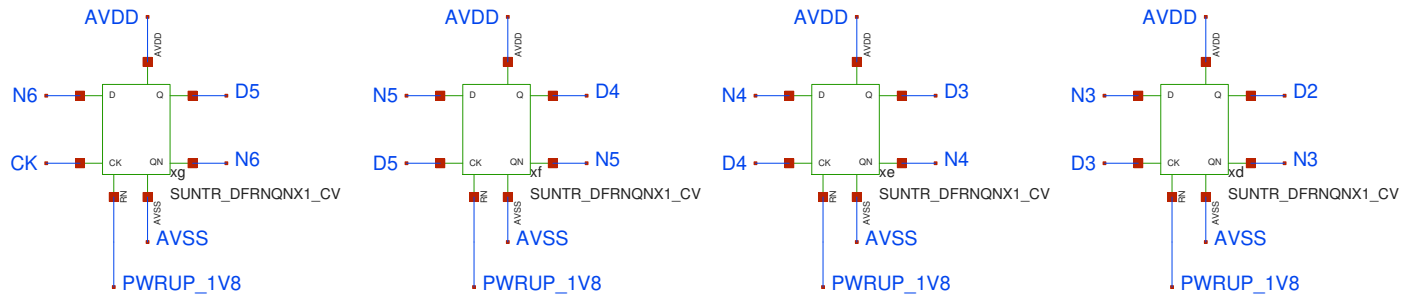 AVDD AVDD AVDD AVDD
AVDD AVDD AVDD AVDD
N6 D Q D5 N5 D Q D4 N4 D Q D3 N3 D Q D2
CK CK QN N6 D5 CK QN N5 D4 CK QN N4 D3 CK QN N3
xg xf xe xd
RN SUNTR_DFRNQNX1_CV RN SUNTR_DFRNQNX1_CV RN SUNTR_DFRNQNX1_CV RN SUNTR_DFRNQNX1_CV
AVSS AVSS AVSS AVSS
AVSS AVSS AVSS AVSS
PWRUP_1V8 PWRUP_1V8 PWRUP_1V8 PWRUP_1V8